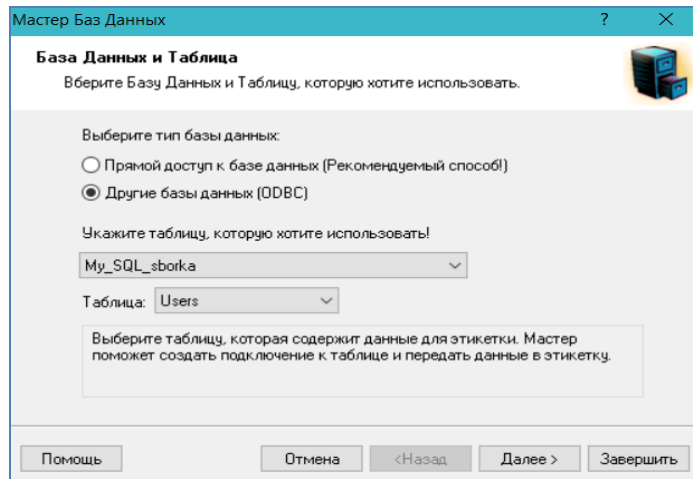 Мастер Баз Данных ?
База Данных и Таблица
Вберите Базу Данных и Таблицу, которую хотите использовать.
Выберите тип базы данных:
Прямой доступ к базе данных (Рекомендуемый способ!)
Другие базы данных (ODBC)
Укажите таблицу, которую хотите использовать!
My_SQL_sborka
Таблица: Users
Выберите таблицу, которая содержит данные для этикетки. Мастер
поможет создать подключение к таблице и передать данные в этикетку.
Помощь Отмена <Назад Далее > Завершить